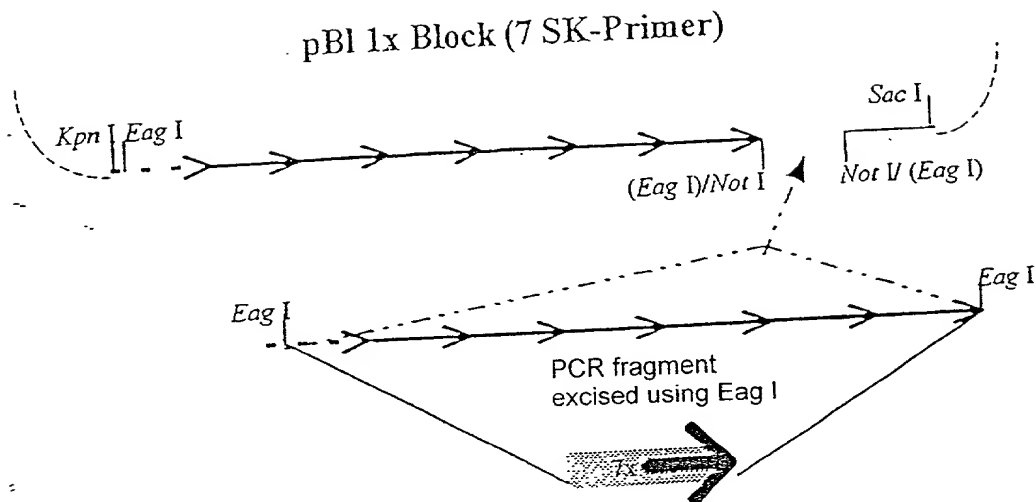 pBl 1x Block (7 SK-Primer)
Sac I
Kpn I Eag I
(Eag I)/Not I
Not I/ (Eag I)
Eag I
Eag I
PCR fragment
excised using Eag I
7x